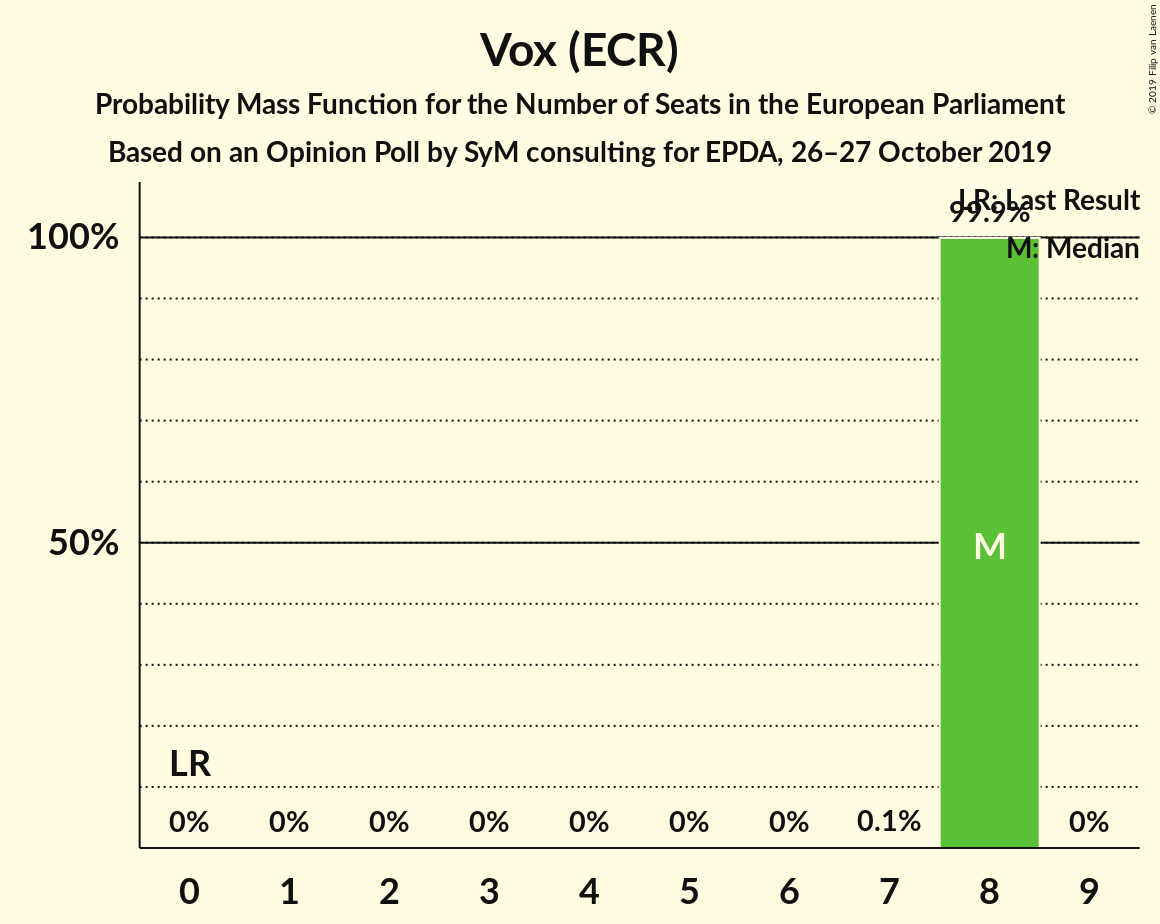 Vox (ECR)
Probability Mass Function for the Number of Seats in the European Parliament
Based on an Opinion Poll by SyM consulting for EPDA, 26–27 October 2019
© 2019 Filip van Laenen
LR: Last Result
99.9%
M: Median
100%
50%
M
LR
0% 0% 0% 0% 0% 0% 0% 0.1% 0%
0 1 2 3 4 5 6 7 8 9